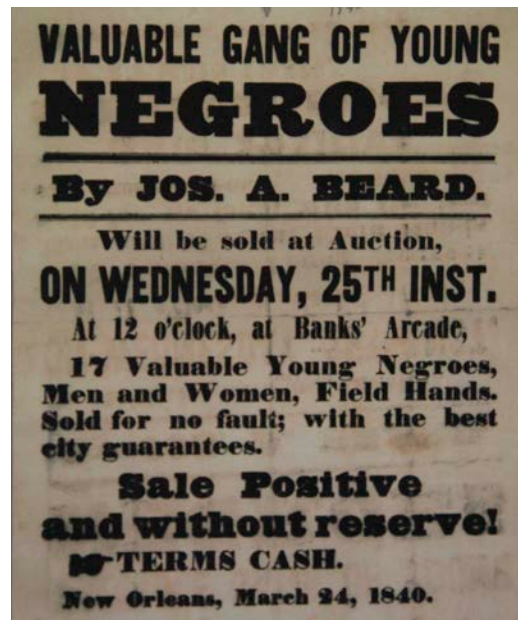 VALUABLE GANG OF YOUNG
NEGROES
By JOS. A. BEARD.
Will be sold at Auction,
ON WEDNESDAY, 25TH INST.
At 12 o'clock, at Banks' Arcade,
17 Valuable Young Negroes,
Men and Women, Field Hands.
Sold for no fault; with the best
city guarantees.
Sale Positive
and without reserve!
TERMS CASH.
New Orleans, March 24, 1840.